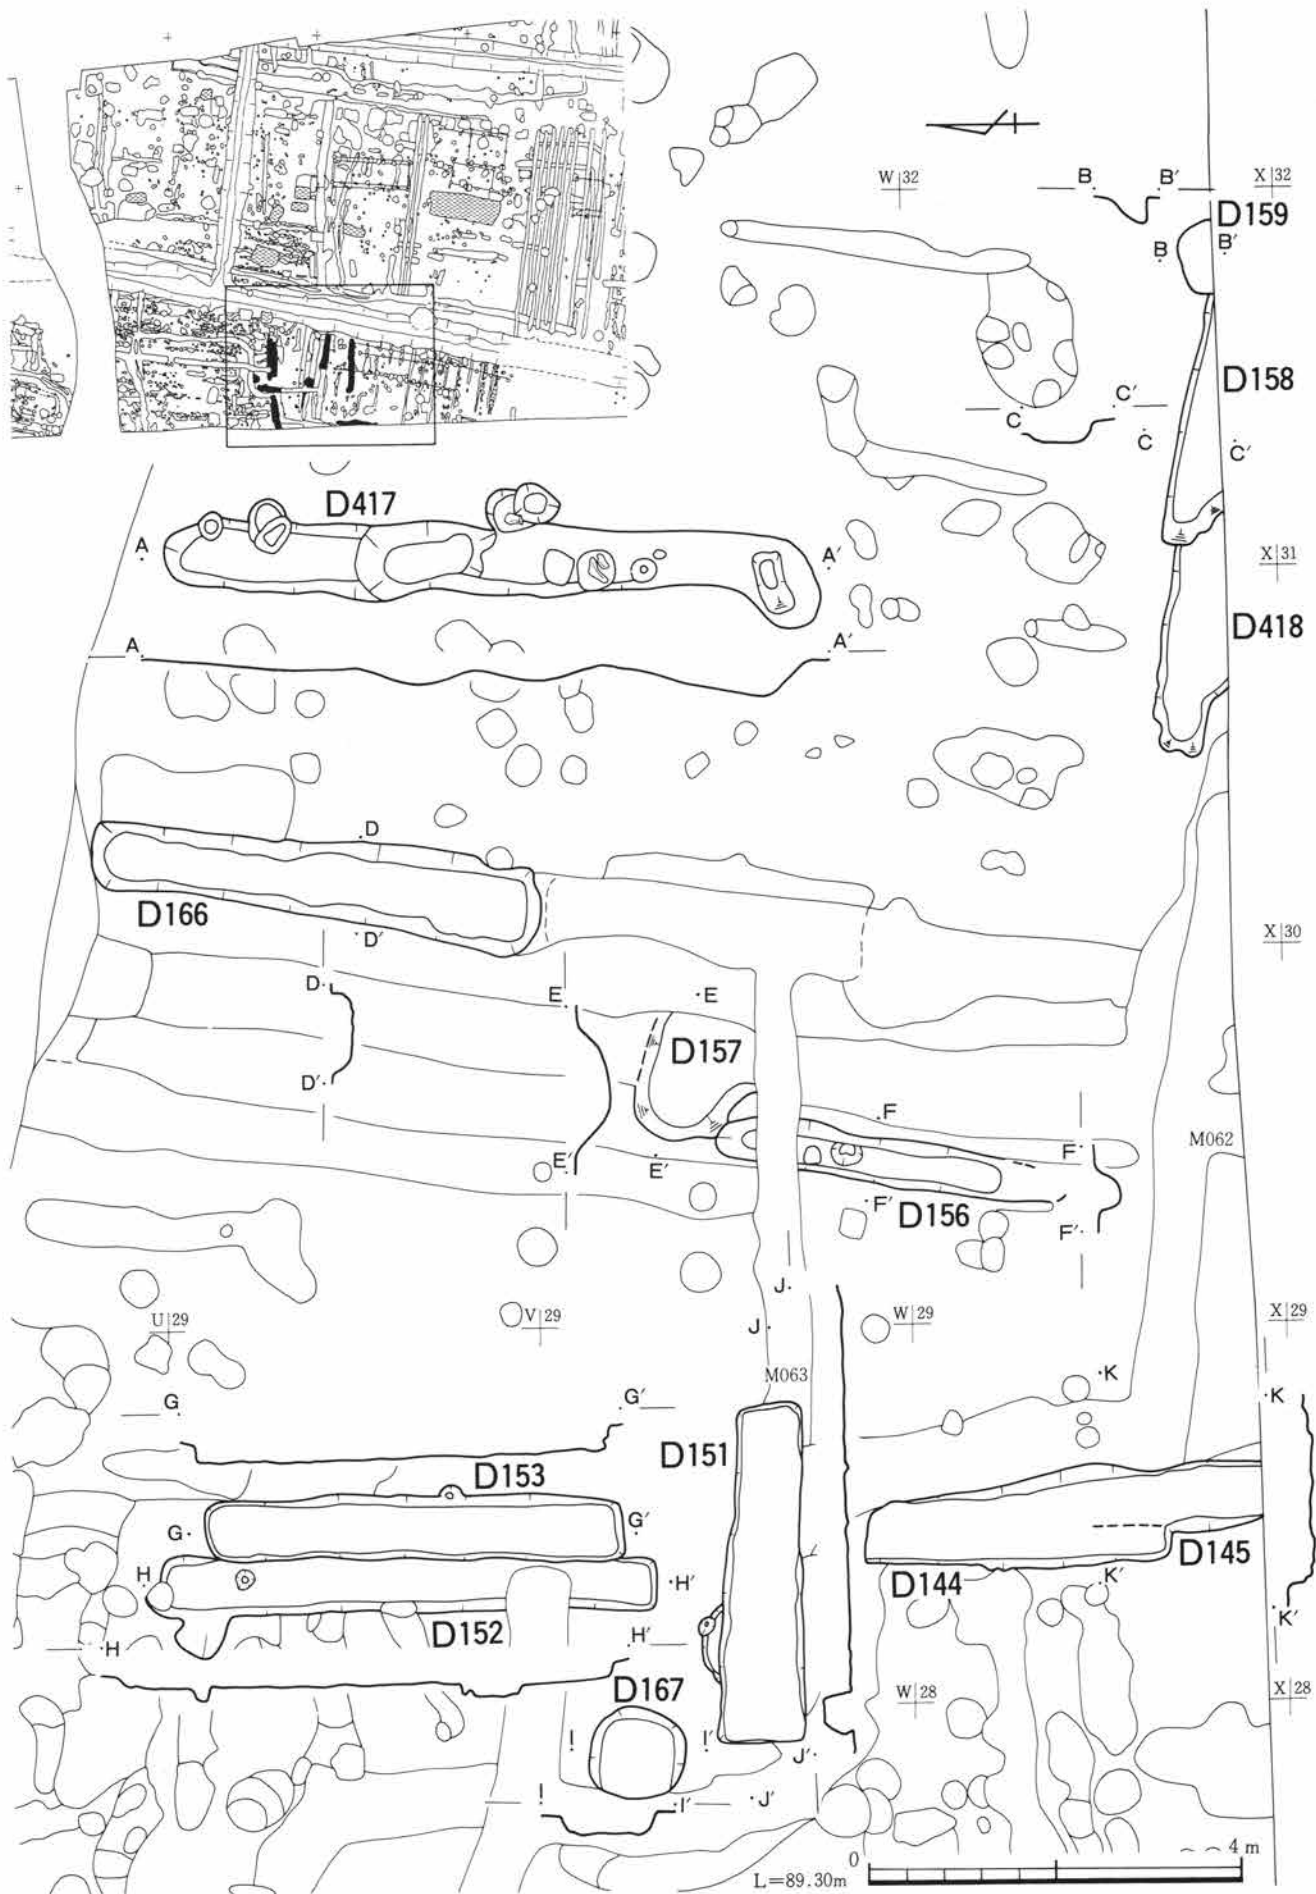 W|32
B
B′
X|32
D159
B
B′
D158
C′
C
C
C′
D417
A
A′
X|31
D418
A
A′
D
D166
D′
X|30
D
E
E
D157
D′
F
M062
F
E′
E′
F′
D156
F′
J
U|29
V|29
J
W|29
X|29
M063
K
K
G
G′
D151
D153
G
G′
D145
H
H′
D144
K′
K′
D152
H
H′
D167
W|28
X|28
I
I′
J′
I
I′
J′
0
4m
L=89.30m